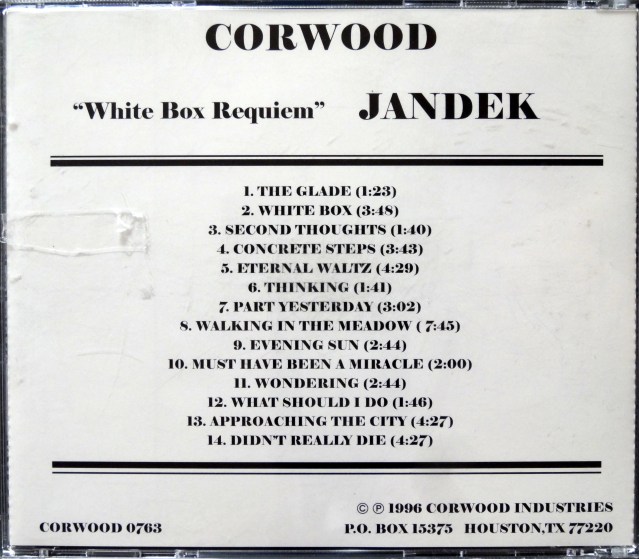 CORWOOD
“White Box Requiem” JANDEK
1. THE GLADE (1:23)
2. WHITE BOX (3:48)
3. SECOND THOUGHTS (1:40)
4. CONCRETE STEPS (3:43)
5. ETERNAL WALTZ (4:29)
6. THINKING (1:41)
7. PART YESTERDAY (3:02)
8. WALKING IN THE MEADOW ( 7:45)
9. EVENING SUN (2:44)
10. MUST HAVE BEEN A MIRACLE (2:00)
11. WONDERING (2:44)
12. WHAT SHOULD I DO (1:46)
13. APPROACHING THE CITY (4:27)
14. DIDN'T REALLY DIE (4:27)
© ℗ 1996 CORWOOD INDUSTRIES
CORWOOD 0763 P.O. BOX 15375 HOUSTON,TX 77220